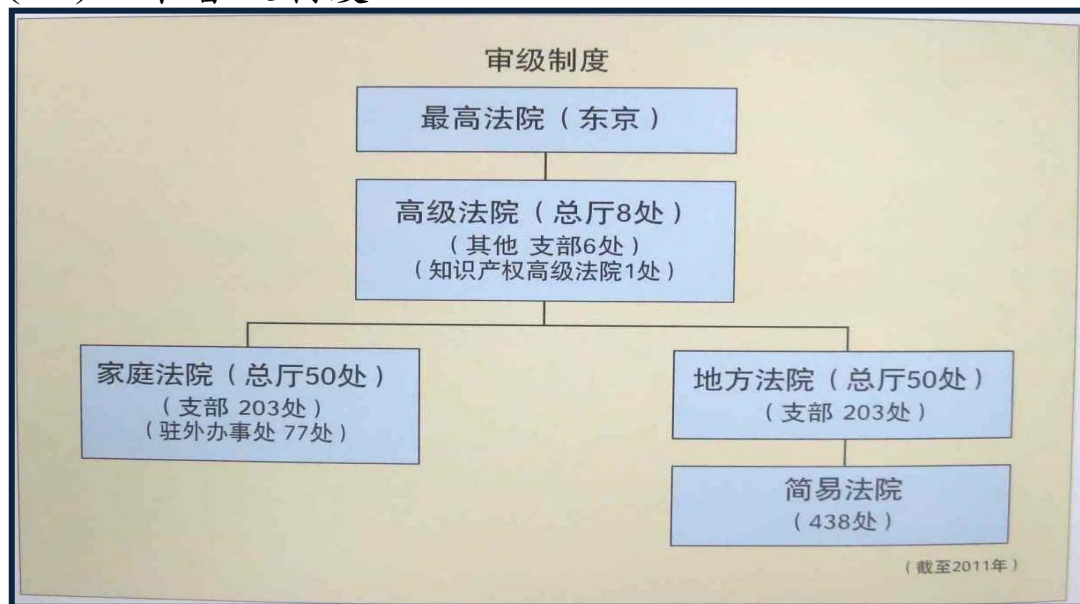 审级制度
最高法院（东京）
高级法院（总厅8处）
（其他 支部6处）
（知识产权高级法院1处）
家庭法院（总厅50处）
（支部 203处）
（驻外办事处 77处）
地方法院（总厅50处）
（支部 203处）
简易法院
（438处）
（截至2011年）